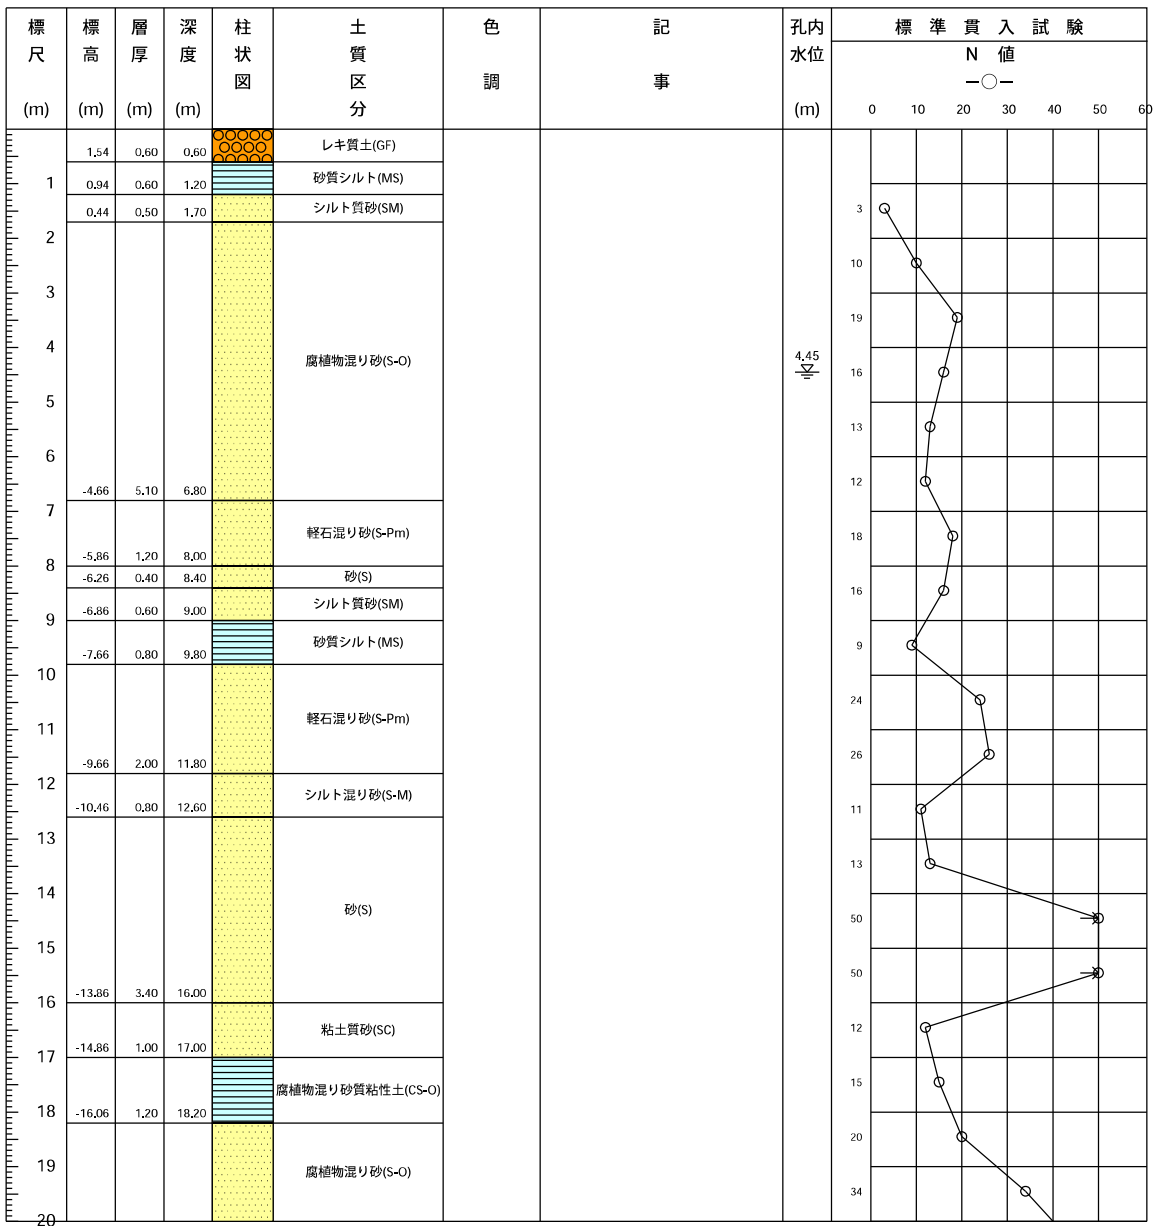 標尺(m) 標高(m) 層厚(m) 深度(m) 柱状図 土質区分 色調 記事 孔内水位(m) 標準貫入試験
N 値
0 10 20 30 40 50 60
1.54 0.60 0.60 レキ質土(GF)
1 0.94 0.60 1.20 砂質シルト(MS)
0.44 0.50 1.70 シルト質砂(SM) 3
2
10
3
19
4
4.45
腐植物混り砂(S-O) 16
5
13
6
12
-4.66 5.10 6.80
7
軽石混り砂(S-Pm) 18
-5.86 1.20 8.00
8
-6.26 0.40 8.40 砂(S)
16
-6.86 0.60 9.00 シルト質砂(SM)
9
-7.66 0.80 9.80 砂質シルト(MS) 9
10
24
軽石混り砂(S-Pm)
11
-9.66 2.00 11.80 26
12
-10.46 0.80 12.60 シルト混り砂(S-M) 11
13
13
14
砂(S) 50
15
50
-13.86 3.40 16.00
16
粘土質砂(SC) 12
-14.86 1.00 17.00
17
腐植物混り砂質粘性土(CS-O) 15
18
-16.06 1.20 18.20
20
19
腐植物混り砂(S-O)
34
20